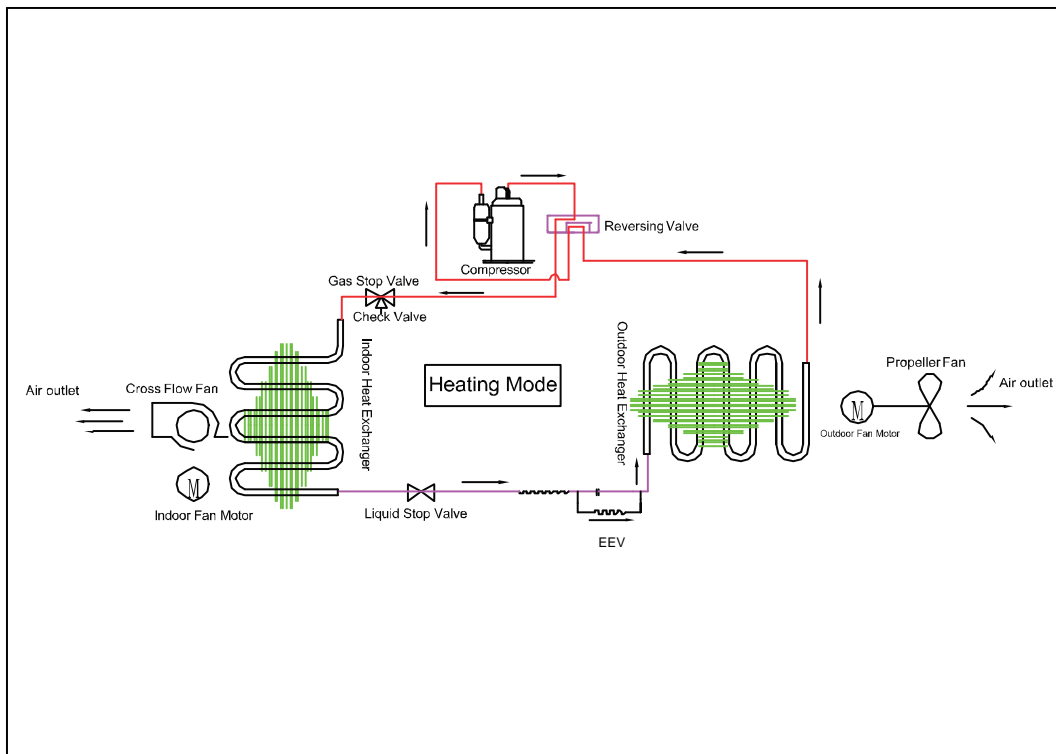 Reversing Valve
Compressor
Gas Stop Valve
Check Valve
Indoor Heat Exchanger
Outdoor Heat Exchanger
Heating Mode
Air outlet
Cross Flow Fan
M
Indoor Fan Motor
Propeller Fan
Air outlet
M
Outdoor Fan Motor
Liquid Stop Valve
EEV